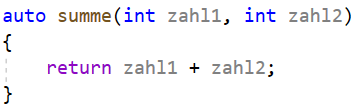 auto summe(int zahl1, int zahl2)
{
    return zahl1 + zahl2;
}